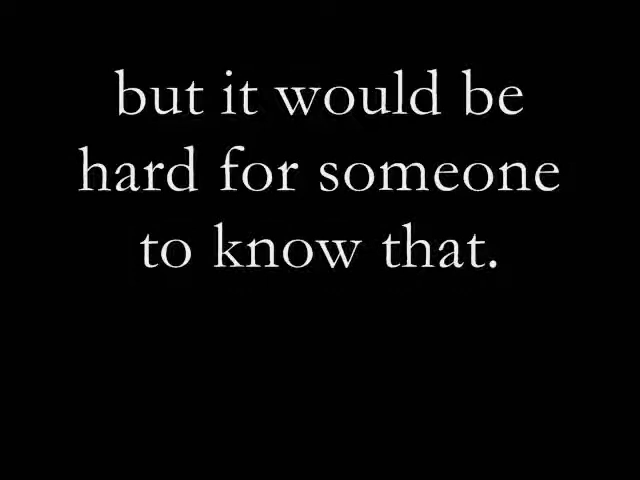 but it would be
hard for someone
to know that.